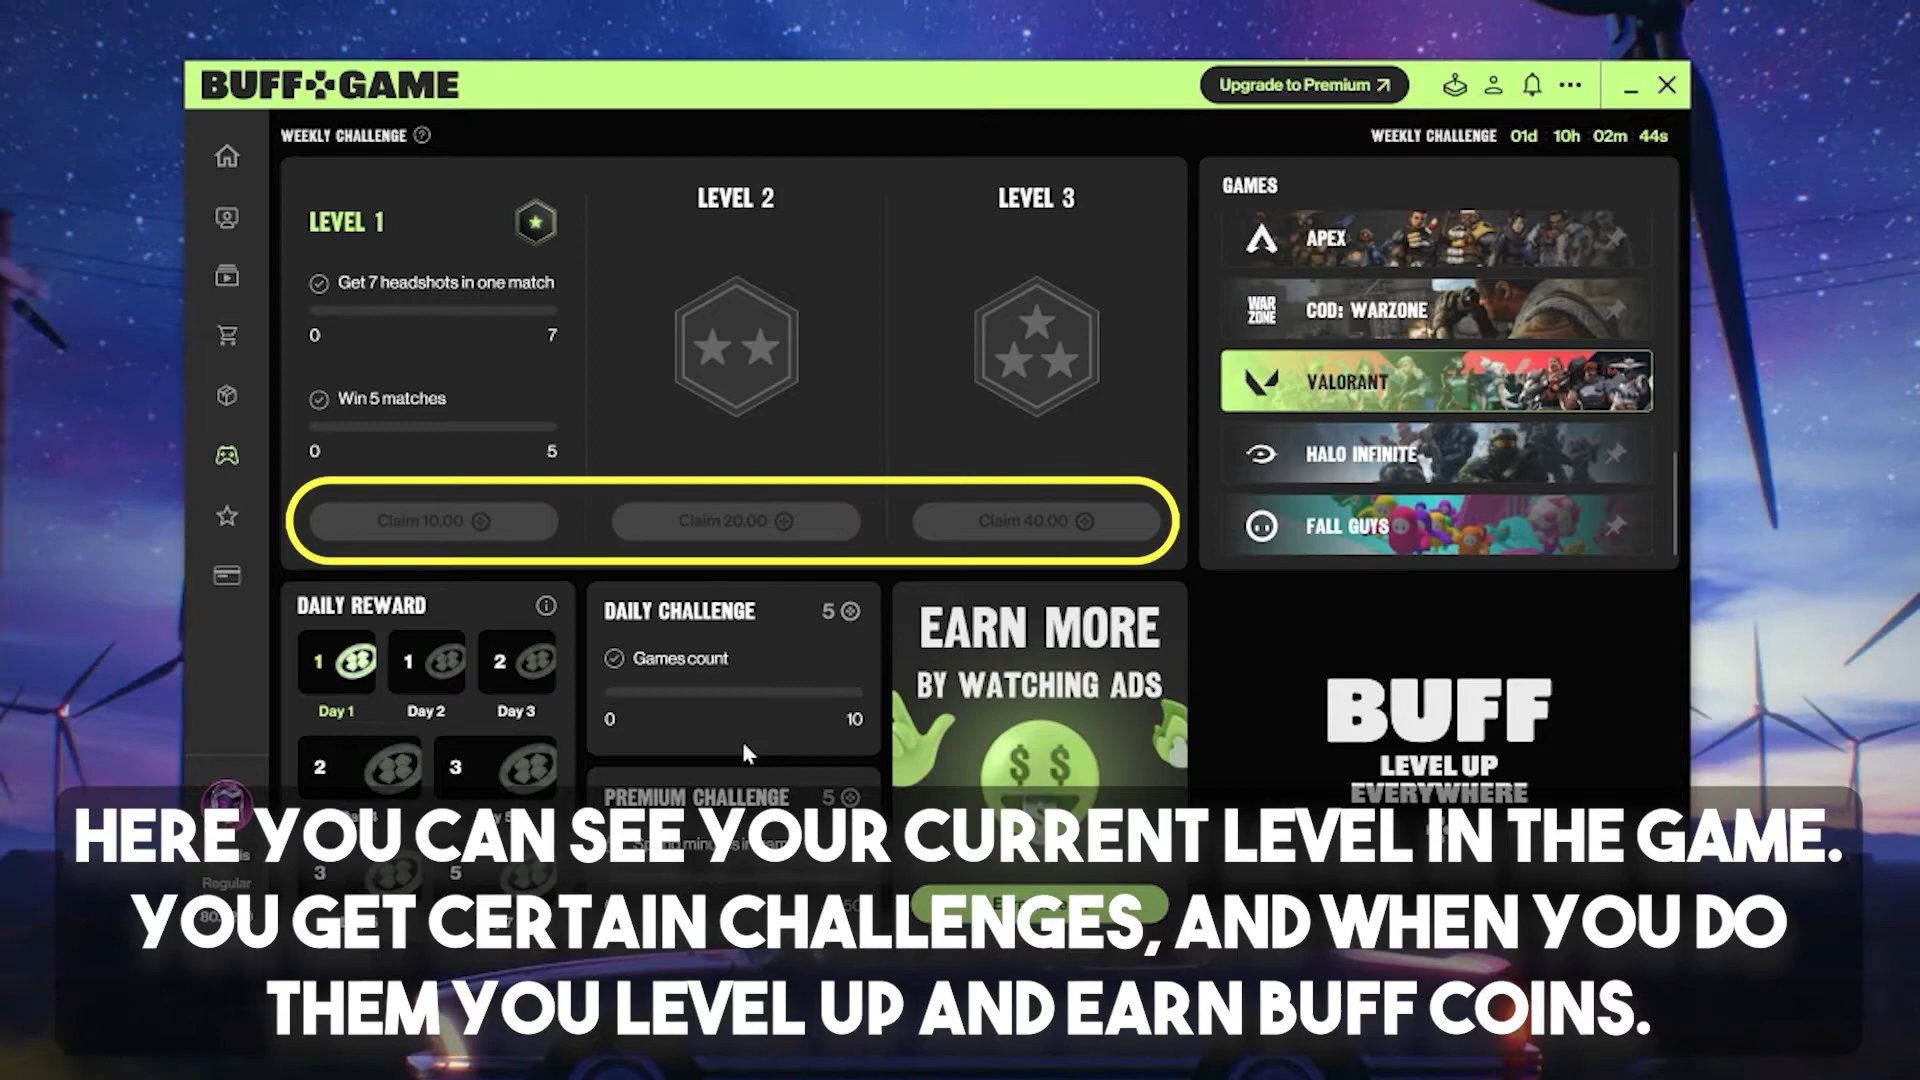 BUFF GAME
Upgrade to Premium
WEEKLY CHALLENGE
WEEKLY CHALLENGE 01d 10h 02m 44s
LEVEL 1
Get 7 headshots in one match
0 7
Win 5 matches
0 5
Claim 10.00
LEVEL 2
Claim 20.00
LEVEL 3
Claim 40.00
GAMES
APEX
WAR
ZONE
COD: WARZONE
VALORANT
HALO INFINITE
FALL GUYS
DAILY REWARD
1 1 2
Day 1 Day 2 Day 3
2 3
3 5
DAILY CHALLENGE 5
Games count
0 10
PREMIUM CHALLENGE 5
EARN MORE
BY WATCHING ADS
BUFF
LEVEL UP
EVERYWHERE
Regular
HERE YOU CAN SEE YOUR CURRENT LEVEL IN THE GAME.
YOU GET CERTAIN CHALLENGES, AND WHEN YOU DO
THEM YOU LEVEL UP AND EARN BUFF COINS.